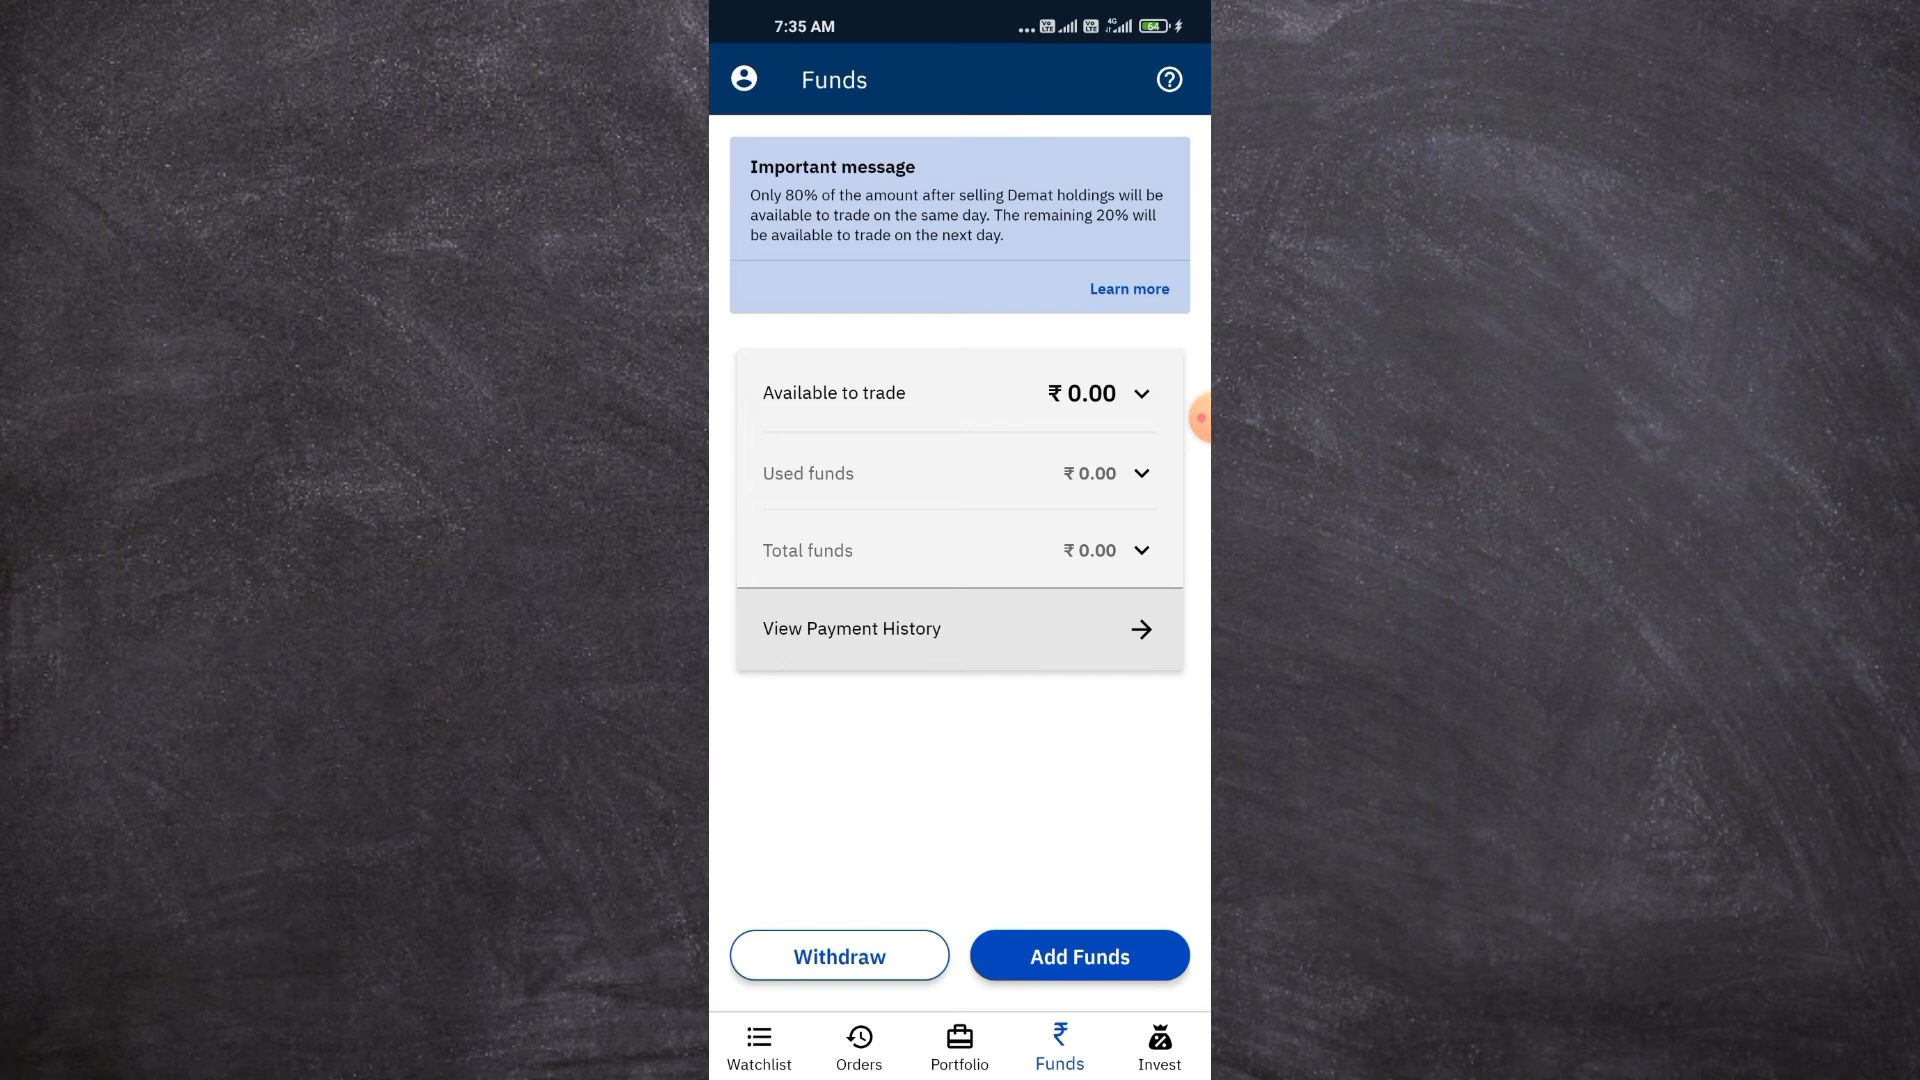 7:35 AM
4G
64
Funds
Important message
Only 80% of the amount after selling Demat holdings will be
available to trade on the same day. The remaining 20% will
be available to trade on the next day.
Learn more
Available to trade ₹ 0.00
Used funds ₹ 0.00
Total funds ₹ 0.00
View Payment History
Withdraw Add Funds
Watchlist Orders Portfolio Funds Invest